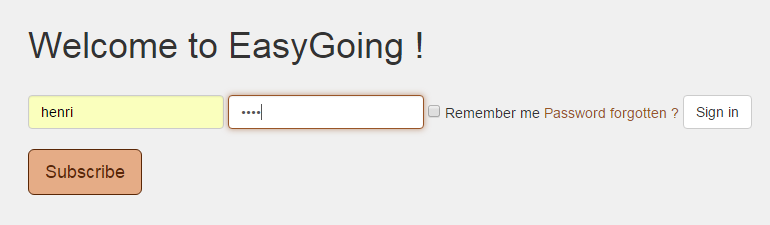 Welcome to EasyGoing !
henri •••• Remember me Password forgotten ? Sign in
Subscribe